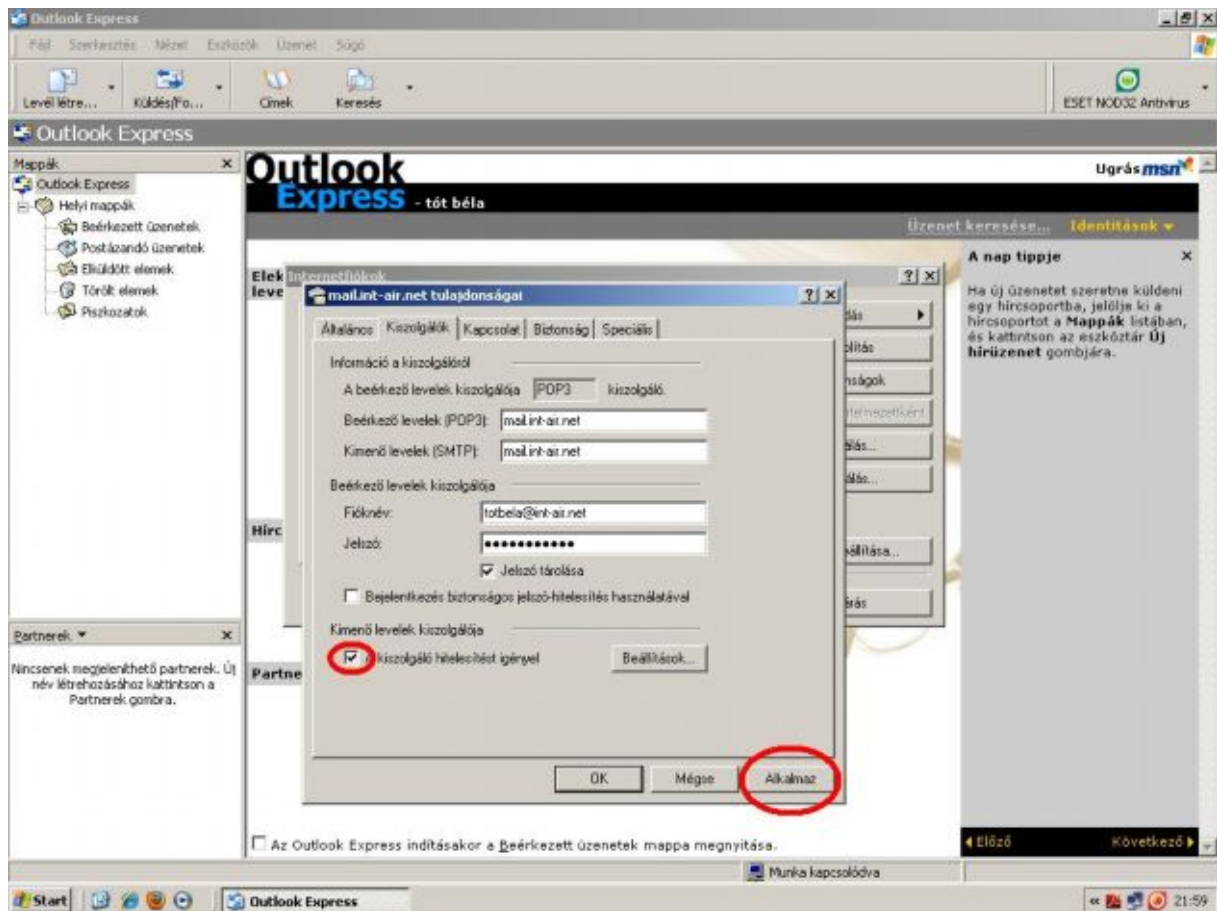 Outlook Express
Fájl Szerkesztés Nézet Eszközök Üzenet Súgó
Levél létre... Küldés/Fo... Címek Keresés ESET NOD32 Antivirus
Outlook Express
Mappák
Outlook Express
Helyi mappák
Beérkezett üzenetek
Postázandó üzenetek
Elküldött elemek
Törölt elemek
Piszkozatok
Partnerek
Nincsenek megjeleníthető partnerek. Új
név létrehozásához kattintson a
Partnerek gombra.
Outlook
Express - tót béla
Ugrás msn
Üzenet keresése... Identitások
Elek
leve
Hírc
Partne
Internetfiókok
mail.int-air.net tulajdonságai
Általános Kiszolgálók Kapcsolat Biztonság Speciális
Információ a kiszolgálóról
A beérkező levelek kiszolgálója POP3 kiszolgáló.
Beérkező levelek (POP3): mail.int-air.net
Kimenő levelek (SMTP): mail.int-air.net
Beérkező levelek kiszolgálója
Fióknév: totbela@int-air.net
Jelszó: ●●●●●●●●●●●
Jelszó tárolása
Bejelentkezés biztonságos jelszó-hitelesítés használatával
Kimenő levelek kiszolgálója
kiszolgáló hitelesítést igényel Beállítások...
OK Mégse Alkalmaz
nságok
állítása...
Az Outlook Express indításakor a Beérkezett üzenetek mappa megnyitása.
A nap tippje
Ha új üzenetet szeretne küldeni
egy hírcsoportba, jelölje ki a
hírcsoportot a Mappák listában,
és kattintson az eszköztár Új
hírüzenet gombjára.
Előző Következő
Munka kapcsolódva
Start Outlook Express 21:59